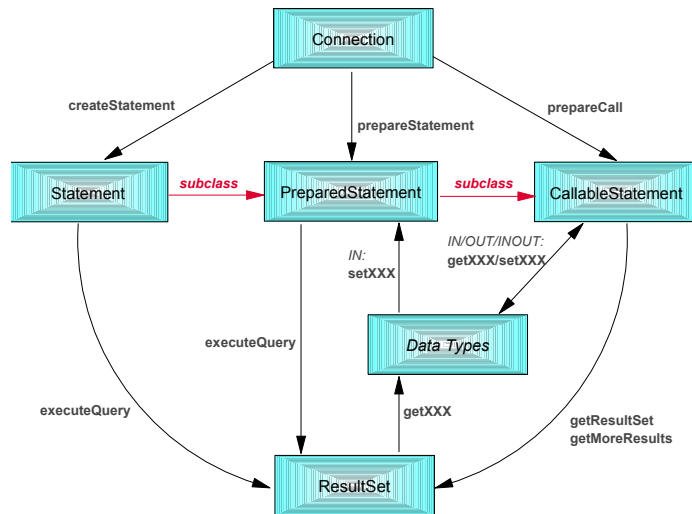 Connection
createStatement
prepareStatement
prepareCall
Statement
subclass
PreparedStatement
subclass
CallableStatement
IN:
setXXX
IN/OUT/INOUT:
getXXX/setXXX
executeQuery
Data Types
executeQuery
getXXX
getResultSet
getMoreResults
ResultSet